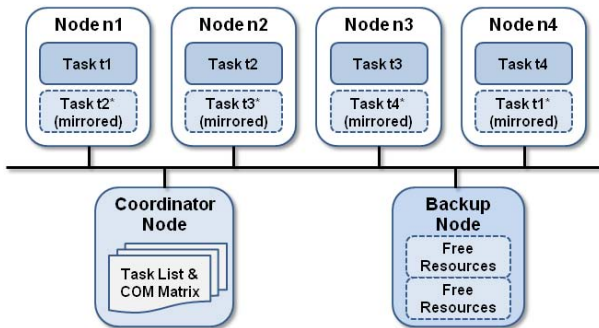 Node n1
Node n2
Node n3
Node n4
Task t1
Task t2
Task t3
Task t4
Task t2*
(mirrored)
Task t3*
(mirrored)
Task t4*
(mirrored)
Task t1*
(mirrored)
Coordinator
Node
Task List &
COM Matrix
Backup
Node
Free
Resources
Free
Resources